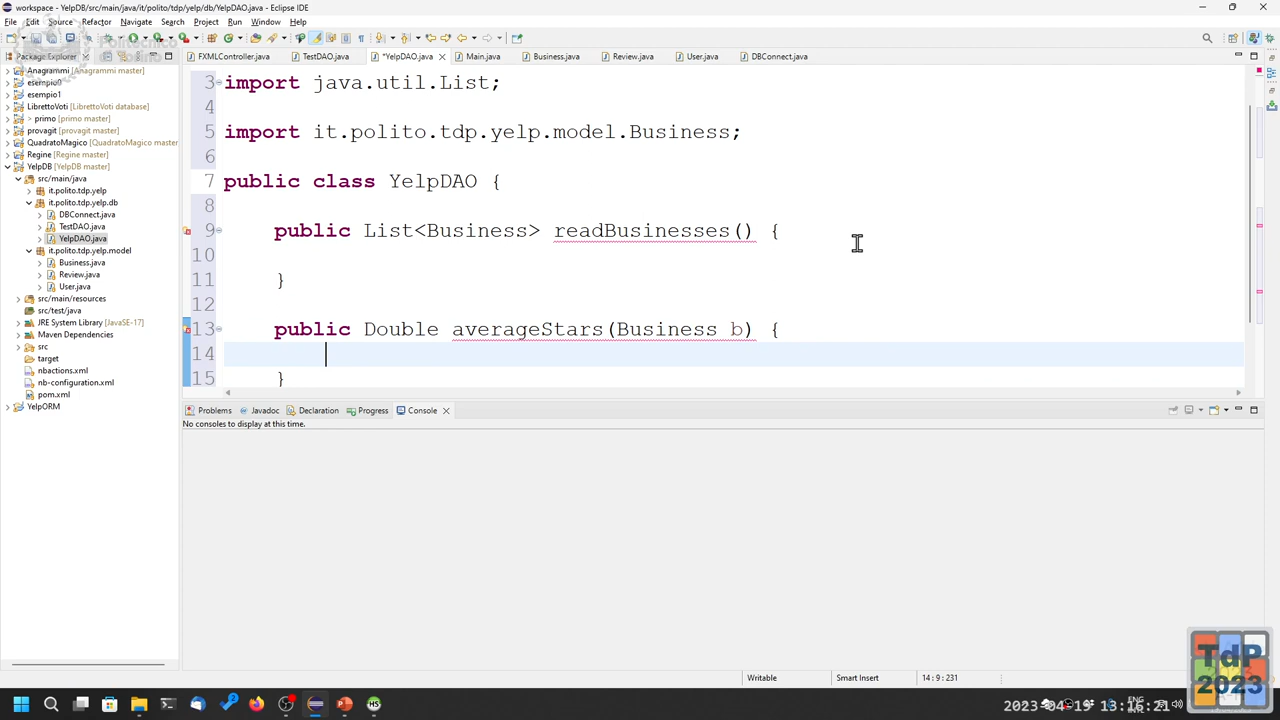 workspace - YelpDB/src/main/java/it/polito/tdp/yelp/db/YelpDAO.java - Eclipse IDE
File Edit Source Refactor Navigate Search Project Run Window Help
Politecnico
Package Explorer
FXMLController.java TestDAO.java *YelpDAO.java Main.java Business.java Review.java User.java DBConnect.java
Anagrammi [Anagrammi master]
esempio0
esempio1
LibrettoVoti [LibrettoVoti database]
> primo [primo master]
provagit [provagit master]
QuadratoMagico [QuadratoMagico master]
Regine [Regine master]
YelpDB [YelpDB master]
src/main/java
it.polito.tdp.yelp
it.polito.tdp.yelp.db
DBConnect.java
TestDAO.java
YelpDAO.java
it.polito.tdp.yelp.model
Business.java
Review.java
User.java
src/main/resources
src/test/java
JRE System Library [JavaSE-17]
Maven Dependencies
src
target
nbactions.xml
nb-configuration.xml
pom.xml
YelpORM
3 import java.util.List;
4
5 import it.polito.tdp.yelp.model.Business;
6
7 public class YelpDAO {
8
9 public List<Business> readBusinesses() {
10
11 }
12
13 public Double averageStars(Business b) {
14
15 }
Problems Javadoc Declaration Progress Console
No consoles to display at this time.
Writable Smart Insert 14 : 9 : 231
TdP
2023
ENG
2023-04-19 13:16:21